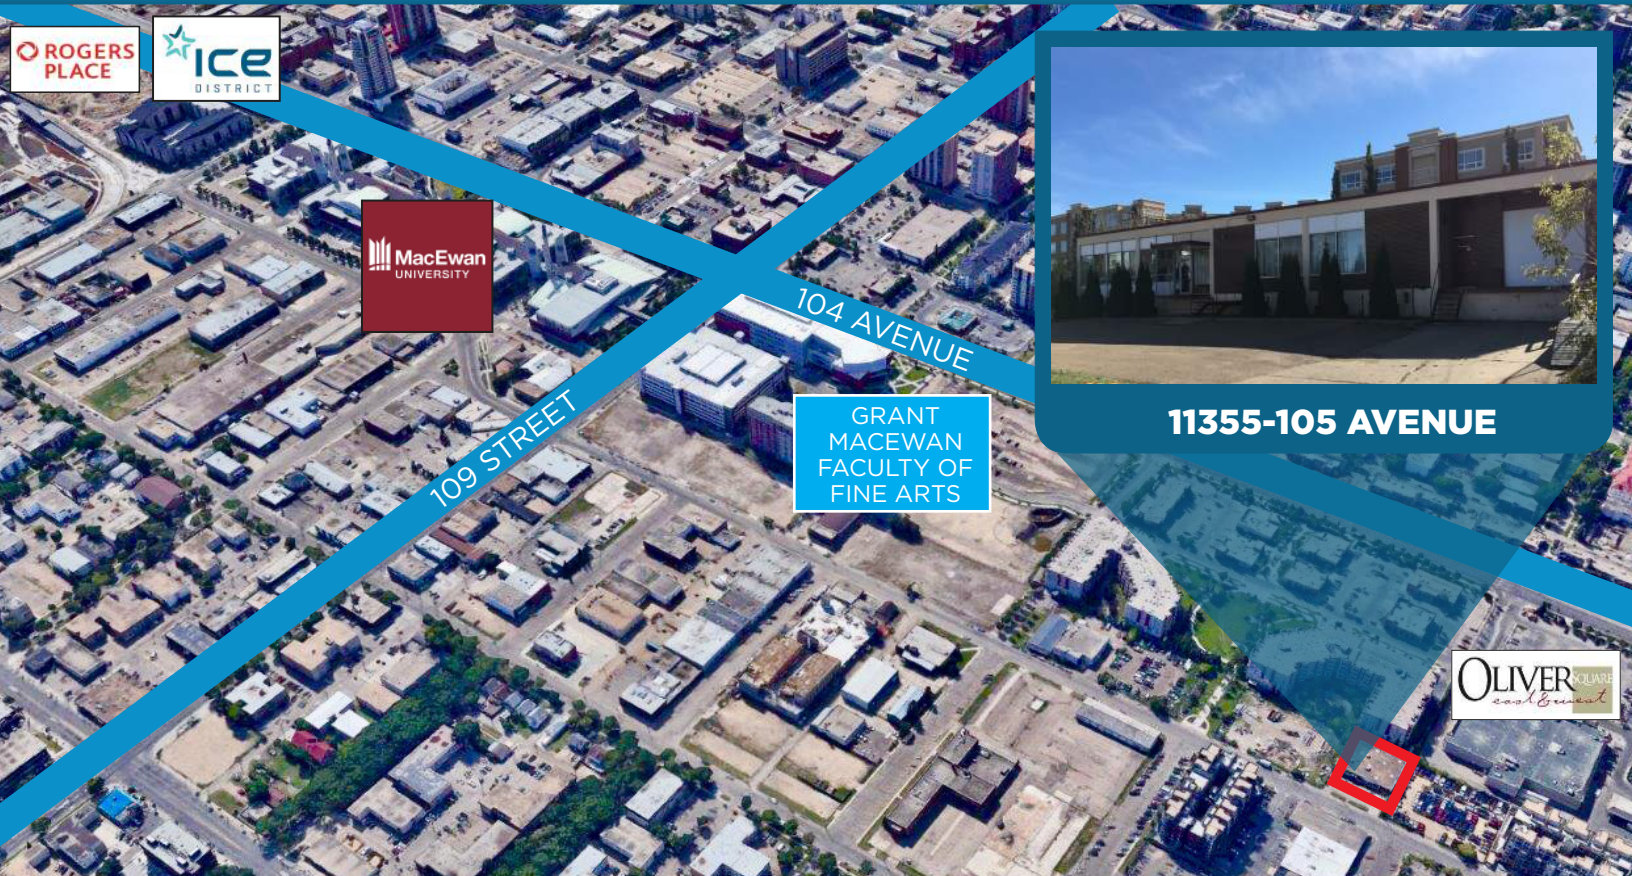 ROGERS
PLACE
ICE
DISTRICT
MacEwan
UNIVERSITY
104 AVENUE
109 STREET
GRANT
MACEWAN
FACULTY OF
FINE ARTS
11355-105 AVENUE
OLIVER SQUARE
east & west